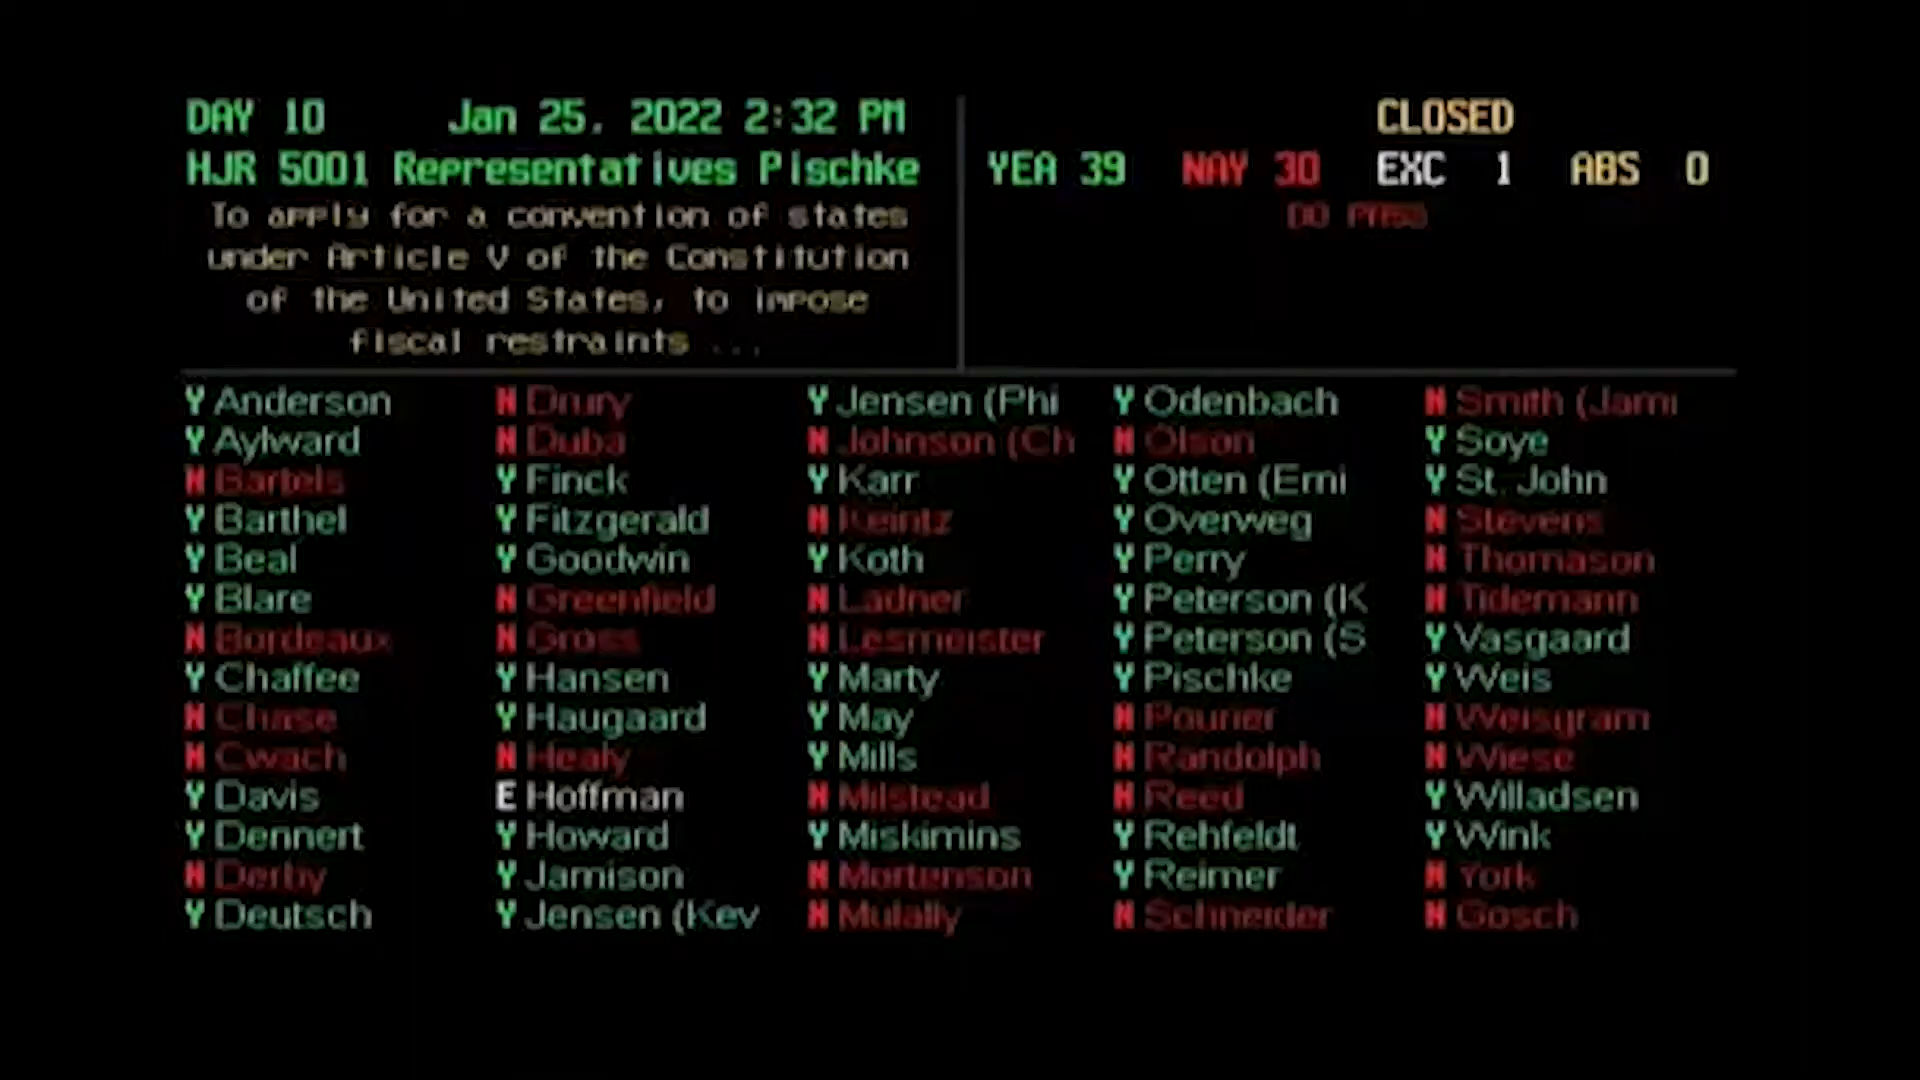 DAY 10 Jan 25, 2022 2:32 PM
HJR 5001 Representatives Pischke
To apply for a convention of states
under Article V of the Constitution
of the United States, to impose
fiscal restraints ...
CLOSED
YEA 39 NAY 30 EXC 1 ABS 0
DO PASS
Y Anderson
Y Aylward
N Bartels
Y Barthel
Y Beal
Y Blare
N Bordeaux
Y Chaffee
N Chase
N Cwach
Y Davis
Y Dennert
N Derby
Y Deutsch
N Drury
N Duba
Y Finck
Y Fitzgerald
Y Goodwin
N Greenfield
N Gross
Y Hansen
Y Haugaard
N Healy
E Hoffman
Y Howard
Y Jamison
Y Jensen (Kev
Y Jensen (Phi
N Johnson (Ch
Y Karr
N Keintz
Y Koth
N Ladner
N Lesmeister
Y Marty
Y May
Y Mills
N Milstead
Y Miskimins
N Mortenson
N Mulally
Y Odenbach
N Olson
Y Otten (Erni
Y Overweg
Y Perry
Y Peterson (K
Y Peterson (S
Y Pischke
N Pourier
N Randolph
N Reed
Y Rehfeldt
Y Reimer
N Schneider
N Smith (Jami
Y Soye
Y St. John
N Stevens
N Thomason
N Tidemann
Y Vasgaard
Y Weis
N Weisgram
N Wiese
Y Willadsen
Y Wink
N York
N Gosch